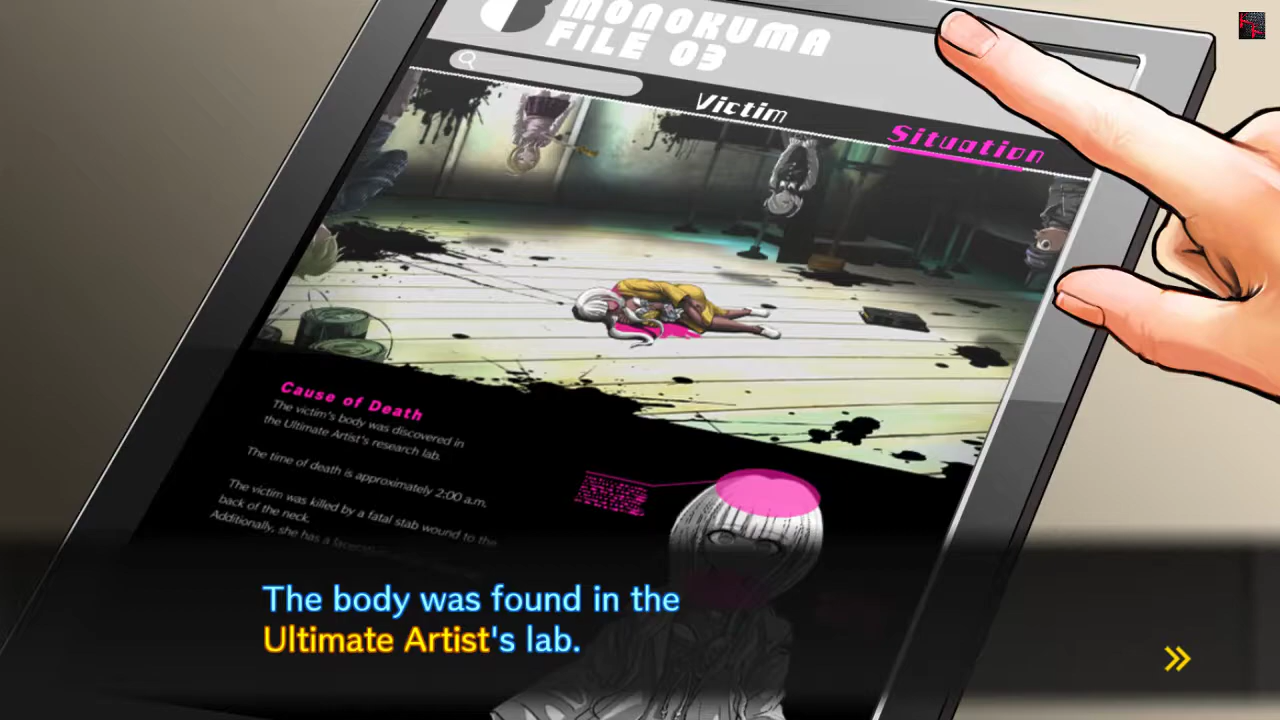 MONOKUMA
FILE 03
Victim
Situation
Cause of Death
The victim's body was discovered in
the Ultimate Artist's research lab.
The time of death is approximately 2:00 a.m.
The victim was killed by a fatal stab wound to the
back of the neck.
Additionally, she has a
The body was found in the
Ultimate Artist's lab.